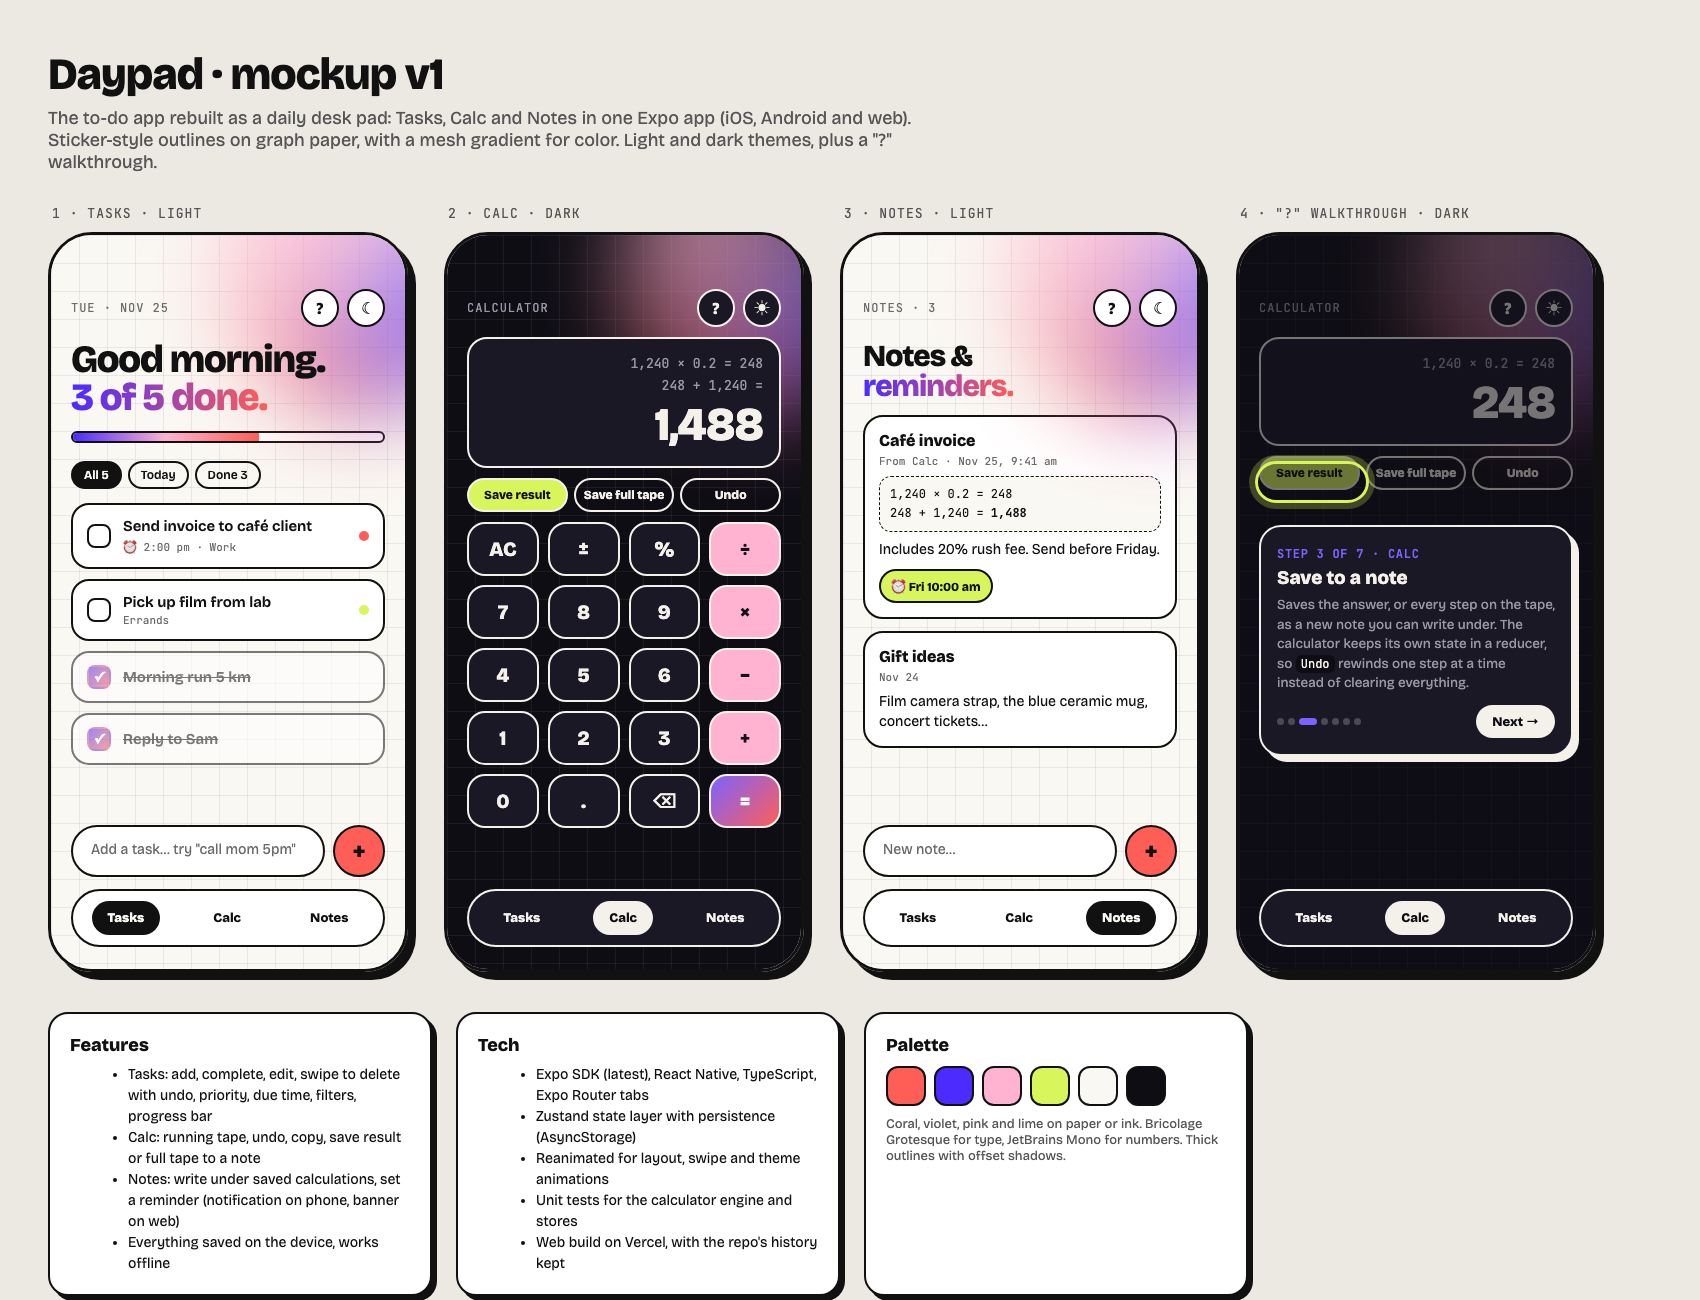 Daypad · mockup v1
The to-do app rebuilt as a daily desk pad: Tasks, Calc and Notes in one Expo app (iOS, Android and web).
Sticker-style outlines on graph paper, with a mesh gradient for color. Light and dark themes, plus a "?"
walkthrough.
1 · TASKS · LIGHT
TUE · NOV 25
?
☾
Good morning.
3 of 5 done.
All 5
Today
Done 3
Send invoice to café client
⏰ 2:00 pm · Work
Pick up film from lab
Errands
✓ Morning run 5 km
✓ Reply to Sam
Add a task... try "call mom 5pm"
+
Tasks
Calc
Notes
2 · CALC · DARK
CALCULATOR
?
☀
1,240 × 0.2 = 248
248 + 1,240 =
1,488
Save result
Save full tape
Undo
AC ± % ÷
7 8 9 ×
4 5 6 −
1 2 3 +
0 . ⌫ =
Tasks
Calc
Notes
3 · NOTES · LIGHT
NOTES · 3
?
☾
Notes &
reminders.
Café invoice
From Calc · Nov 25, 9:41 am
1,240 × 0.2 = 248
248 + 1,240 = 1,488
Includes 20% rush fee. Send before Friday.
⏰ Fri 10:00 am
Gift ideas
Nov 24
Film camera strap, the blue ceramic mug,
concert tickets...
New note...
+
Tasks
Calc
Notes
4 · "?" WALKTHROUGH · DARK
CALCULATOR
?
☀
1,240 × 0.2 = 248
248
Save result
Save full tape
Undo
STEP 3 OF 7 · CALC
Save to a note
Saves the answer, or every step on the tape,
as a new note you can write under. The
calculator keeps its own state in a reducer,
so Undo rewinds one step at a time
instead of clearing everything.
Next →
Tasks
Calc
Notes
Features
• Tasks: add, complete, edit, swipe to delete
with undo, priority, due time, filters,
progress bar
• Calc: running tape, undo, copy, save result
or full tape to a note
• Notes: write under saved calculations, set
a reminder (notification on phone, banner
on web)
• Everything saved on the device, works
offline
Tech
• Expo SDK (latest), React Native, TypeScript,
Expo Router tabs
• Zustand state layer with persistence
(AsyncStorage)
• Reanimated for layout, swipe and theme
animations
• Unit tests for the calculator engine and
stores
• Web build on Vercel, with the repo's history
kept
Palette
Coral, violet, pink and lime on paper or ink. Bricolage
Grotesque for type, JetBrains Mono for numbers. Thick
outlines with offset shadows.